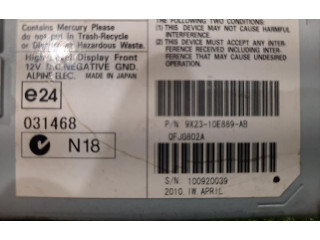 Contains Mercury Please do
not put in Trash-Recycle
or Dispose as Hazardous Waste.
High-Level Display Front
12V D.C. NEGATIVE GND.
ALPINE ELEC. MADE IN JAPAN
e24
031468
N18
FOLLOWING TWO CONDITIONS:
(1) THIS DEVICE MAY NOT CAUSE HARMFUL
INTERFERENCE.
(2) THIS DEVICE MUST ACCEPT ANY INTER-
FERENCE RECEIVED INCLUDING INTER-
FERENCE THAT MAY CAUSE UNDESIRED
OPERATION.
P/N 9X23-10E889-AB
QFJG802A
S/N 100920039
2010 IW APRIL